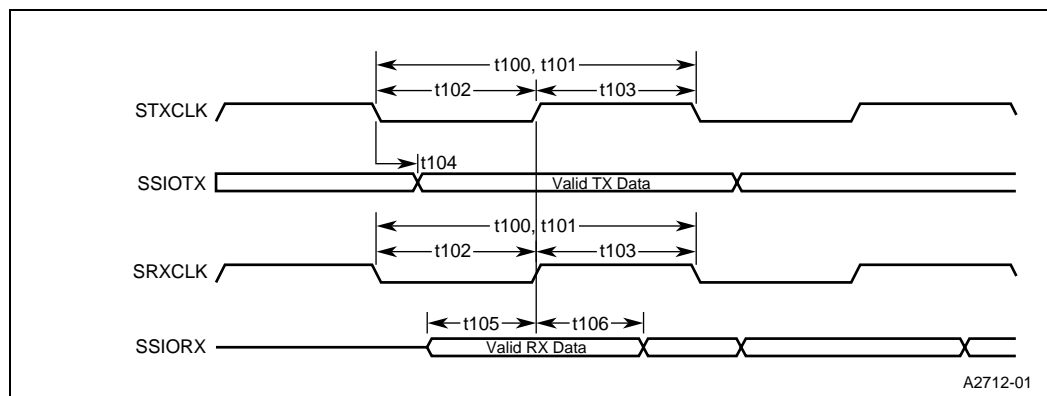 t100, t101
t102 t103
STXCLK
t104
SSIOTX Valid TX Data
t100, t101
t102 t103
SRXCLK
t105 t106
SSIORX Valid RX Data
A2712-01